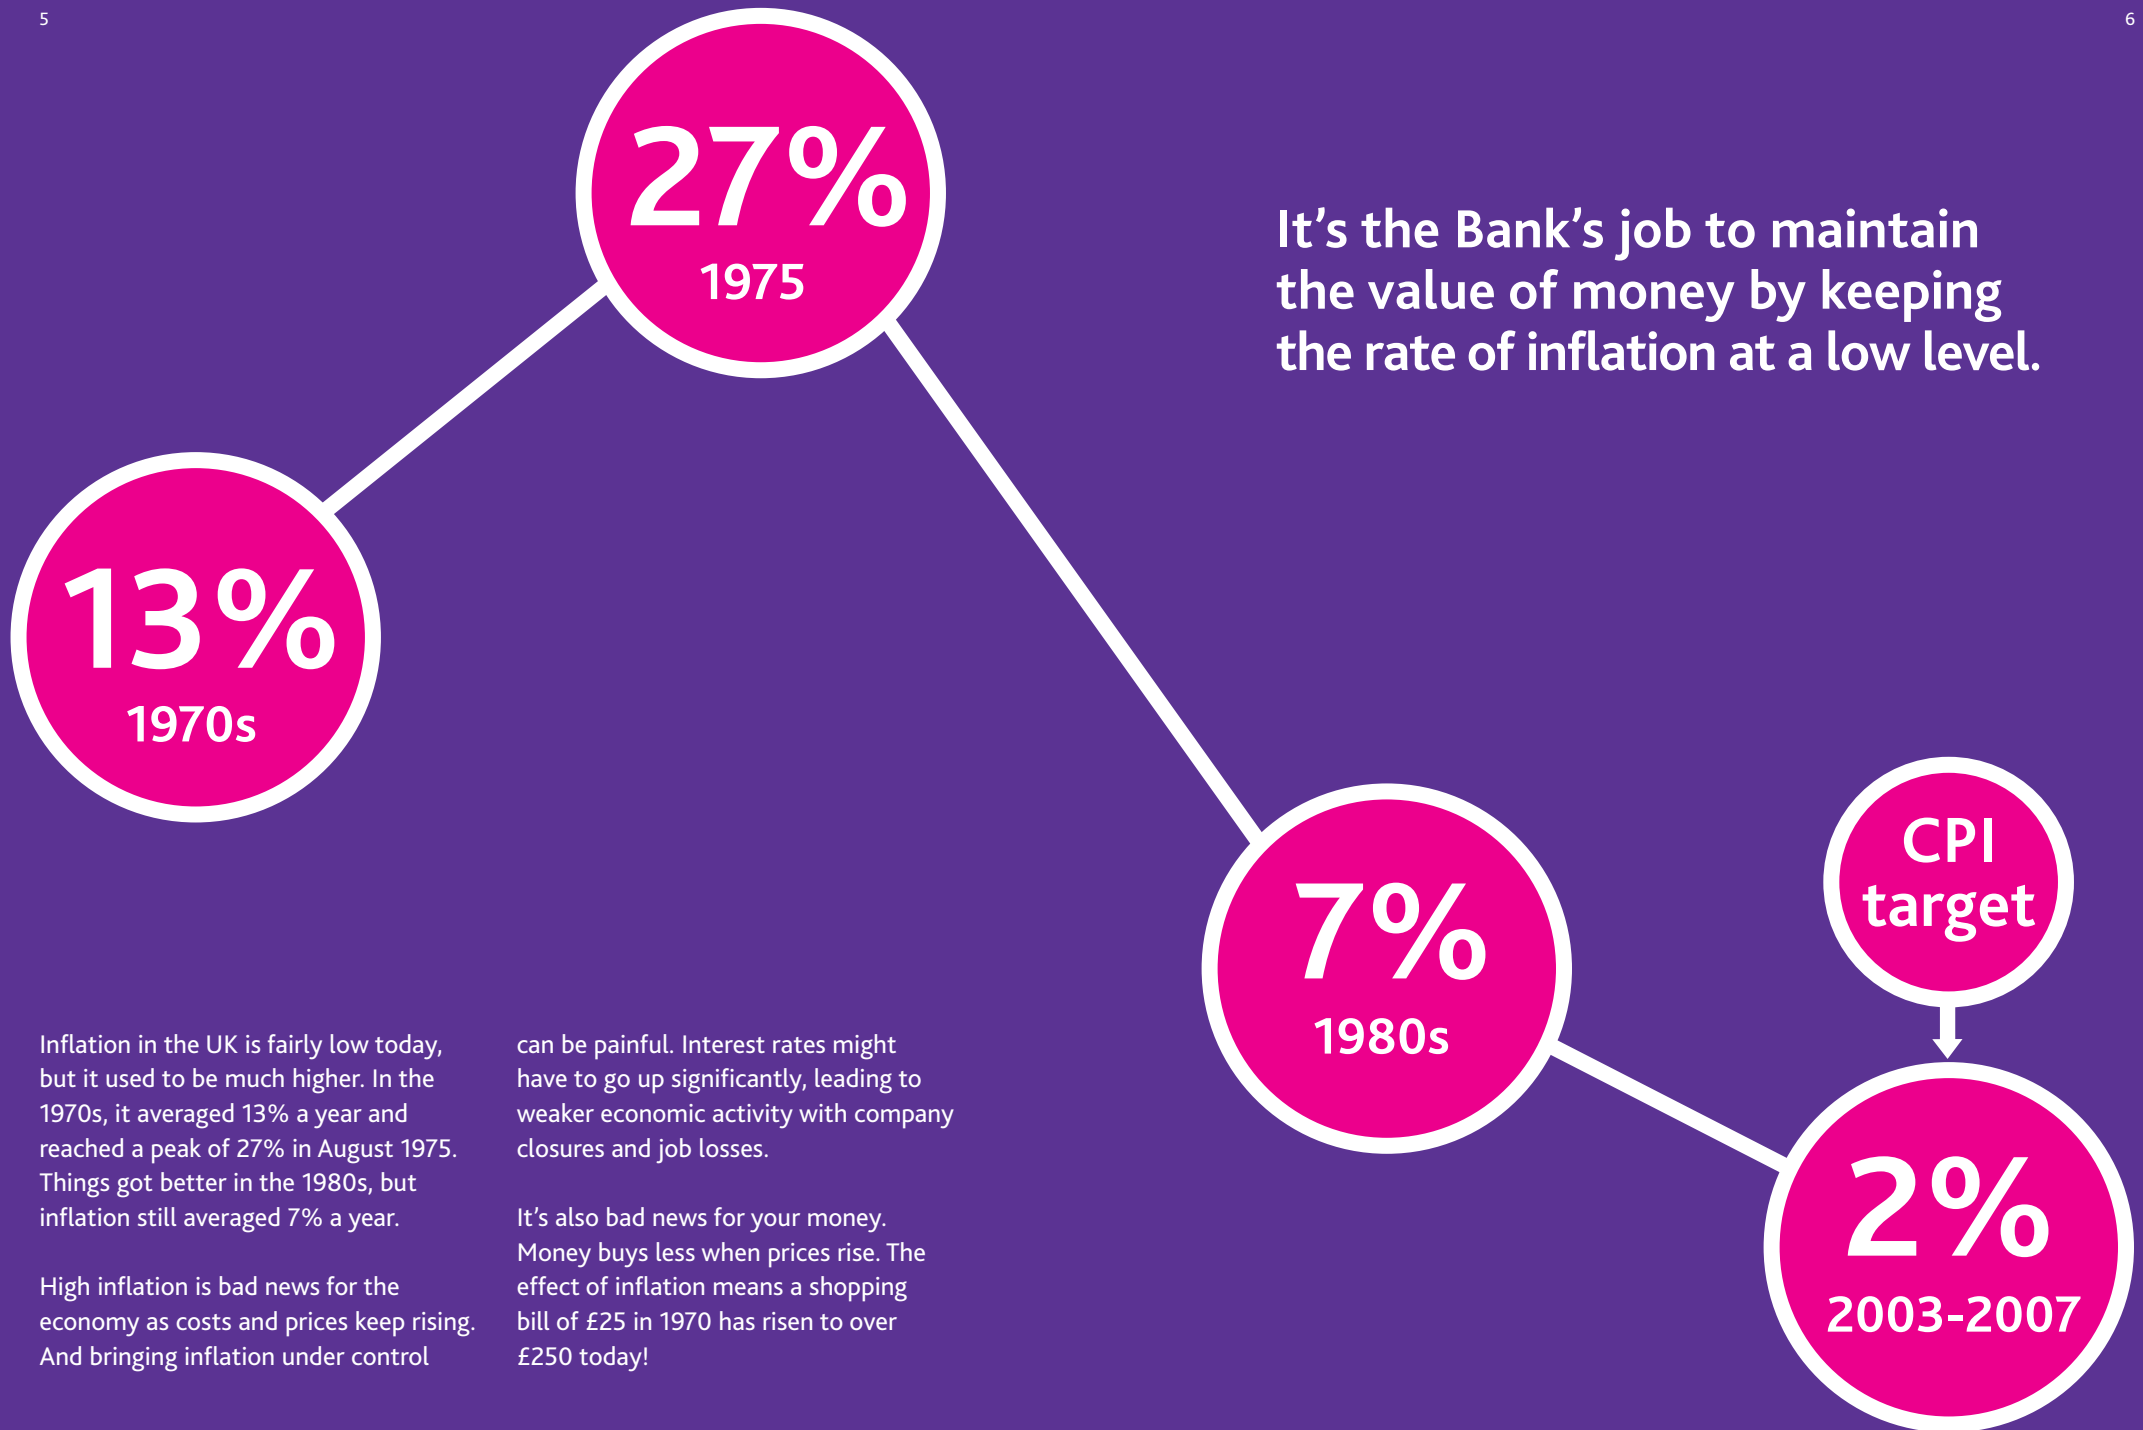 5
6
27%
1975
It’s the Bank’s job to maintain
the value of money by keeping
the rate of inflation at a low level.
13%
1970s
7%
1980s
CPI
target
2%
2003-2007
Inflation in the UK is fairly low today,
but it used to be much higher. In the
1970s, it averaged 13% a year and
reached a peak of 27% in August 1975.
Things got better in the 1980s, but
inflation still averaged 7% a year.
High inflation is bad news for the
economy as costs and prices keep rising.
And bringing inflation under control
can be painful. Interest rates might
have to go up significantly, leading to
weaker economic activity with company
closures and job losses.
It’s also bad news for your money.
Money buys less when prices rise. The
effect of inflation means a shopping
bill of £25 in 1970 has risen to over
£250 today!